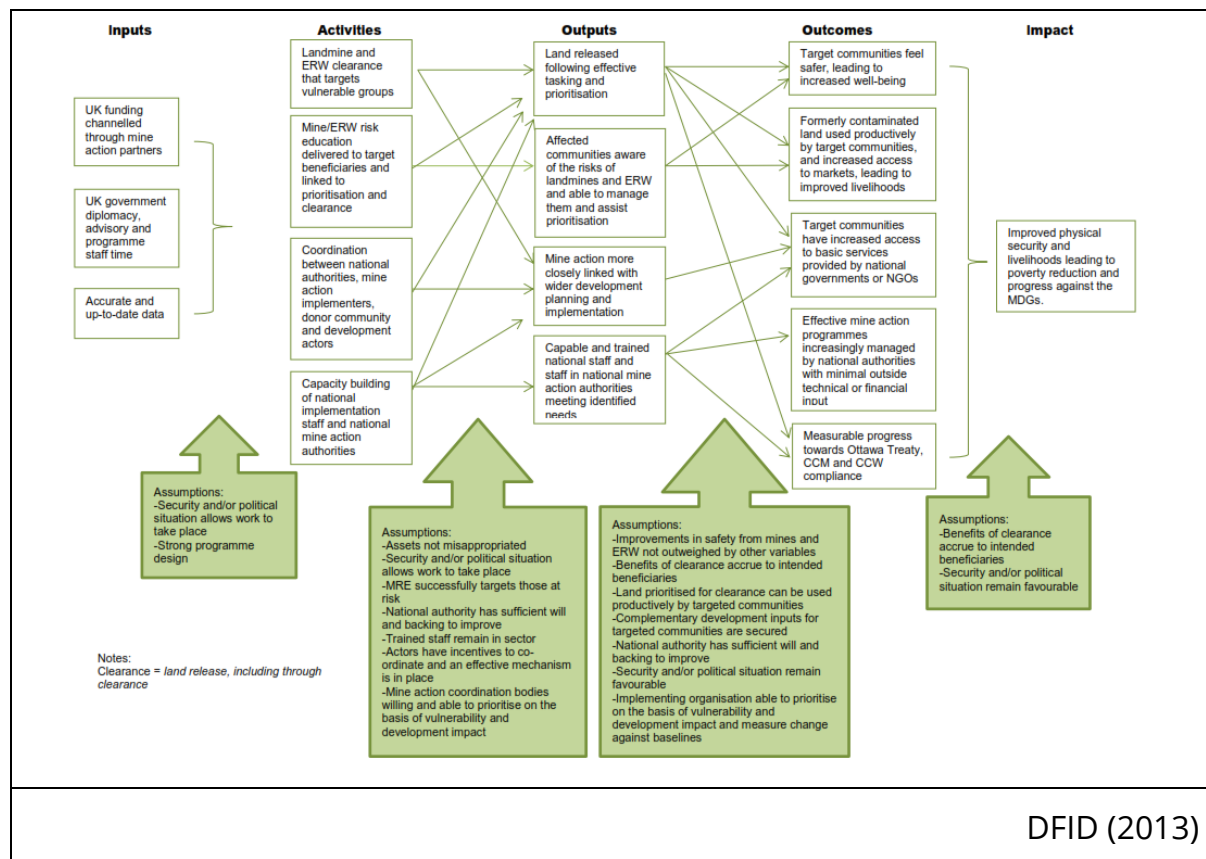 Inputs
Activities
Outputs
Outcomes
Impact
UK funding
channelled
through mine
action partners
UK government
diplomacy,
advisory and
programme
staff time
Accurate and
up-to-date data
Landmine and
ERW clearance
that targets
vulnerable groups
Mine/ERW risk
education
delivered to target
beneficiaries and
linked to
prioritisation and
clearance
Coordination
between national
authorities, mine
action
implementers,
donor community
and development
actors
Capacity building
of national
implementation
staff and national
mine action
authorities
Land released
following effective
tasking and
prioritisation
Affected
communities aware
of the risks of
landmines and ERW
and able to manage
them and assist
prioritisation
Mine action more
closely linked with
wider development
planning and
implementation
Capable and trained
national staff and
staff in national mine
action authorities
meeting identified
needs
Target communities feel
safer, leading to
increased well-being
Formerly contaminated
land used productively
by target communities,
and increased access
to markets, leading to
improved livelihoods
Target communities
have increased access
to basic services
provided by national
governments or NGOs
Effective mine action
programmes
increasingly managed
by national authorities
with minimal outside
technical or financial
input
Measurable progress
towards Ottawa Treaty,
CCM and CCW
compliance
Improved physical
security and
livelihoods leading to
poverty reduction and
progress against the
MDGs.
Assumptions:
-Security and/or political
situation allows work to
take place
-Strong programme
design
Assumptions:
-Assets not misappropriated
-Security and/or political situation
allows work to take place
-MRE successfully targets those at
risk
-National authority has sufficient will
and backing to improve
-Trained staff remain in sector
-Actors have incentives to co-
ordinate and an effective mechanism
is in place
-Mine action coordination bodies
willing and able to prioritise on the
basis of vulnerability and
development impact
Assumptions:
-Improvements in safety from mines
and ERW not outweighed by other
variables
-Benefits of clearance accrue to intended
beneficiaries
-Land prioritised for clearance can be used
productively by targeted communities
-Complementary development inputs for
targeted communities are secured
-National authority has sufficient will and
backing to improve
-Security and/or political situation remain
favourable
-Implementing organisation able to prioritise
on the basis of vulnerability and
development impact and measure change
against baselines
Assumptions:
-Benefits of clearance
accrue to intended
beneficiaries
-Security and/or political
situation remain favourable
Notes:
Clearance = land release, including through
clearance
DFID (2013)